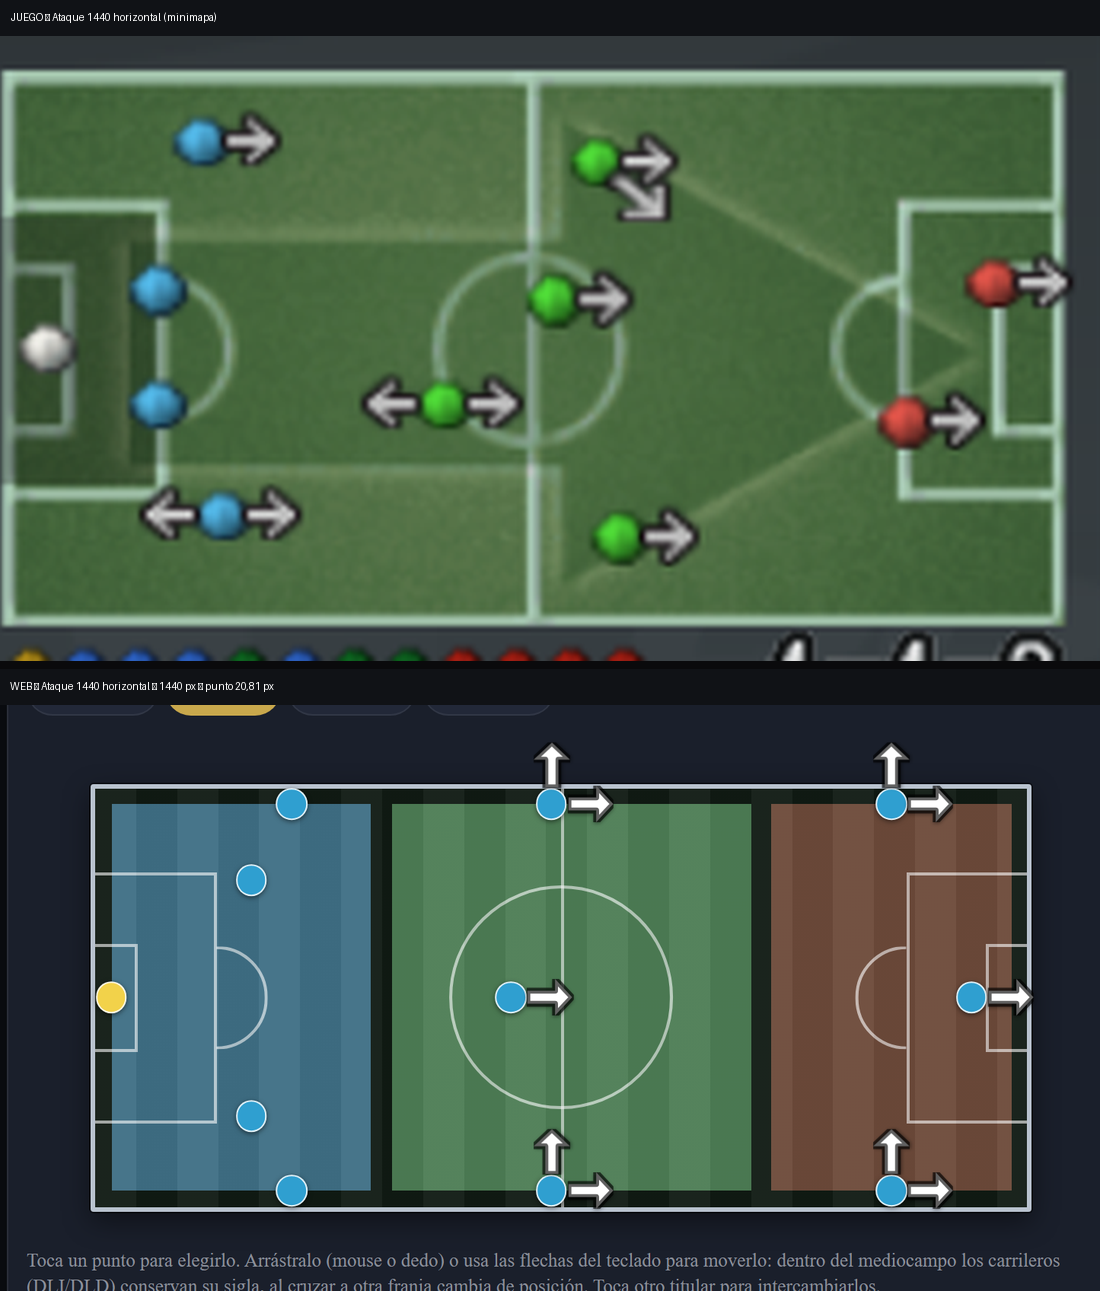 JUEGO Ataque 1440 horizontal (minimapa)
WEB Ataque 1440 horizontal 1440 px punto 20,81 px
Toca un punto para elegirlo. Arrástralo (mouse o dedo) o usa las flechas del teclado para moverlo: dentro del mediocampo los carrileros
(DLI/DLD) conservan su sigla, al cruzar a otra franja cambia de posición. Toca otro titular para intercambiarlos.